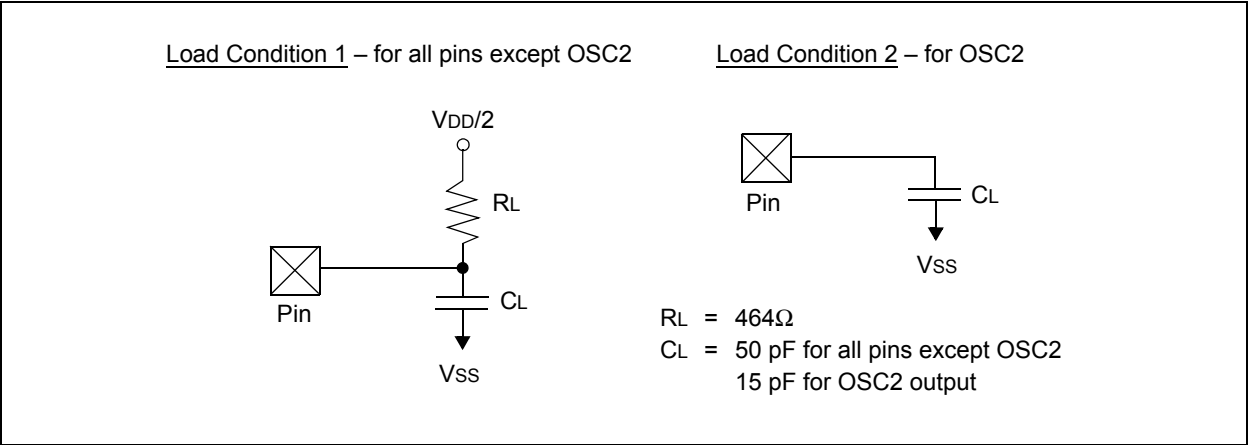 Load Condition 1 – for all pins except OSC2
Load Condition 2 – for OSC2
VDD/2
RL
Pin
CL
VSS
Pin
CL
VSS
RL = 464Ω
CL = 50 pF for all pins except OSC2
15 pF for OSC2 output